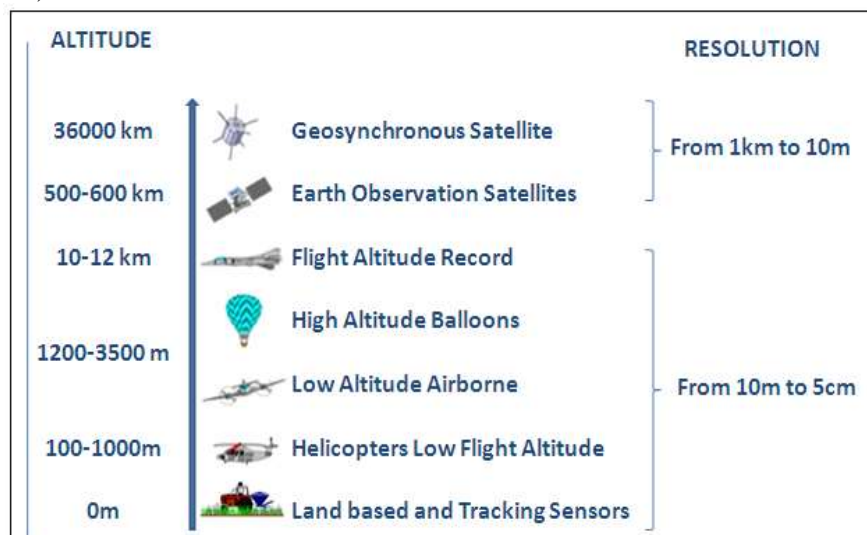 ALTITUDE
RESOLUTION
36000 km
Geosynchronous Satellite
From 1km to 10m
500-600 km
Earth Observation Satellites
10-12 km
Flight Altitude Record
High Altitude Balloons
1200-3500 m
Low Altitude Airborne
From 10m to 5cm
100-1000m
Helicopters Low Flight Altitude
0m
Land based and Tracking Sensors